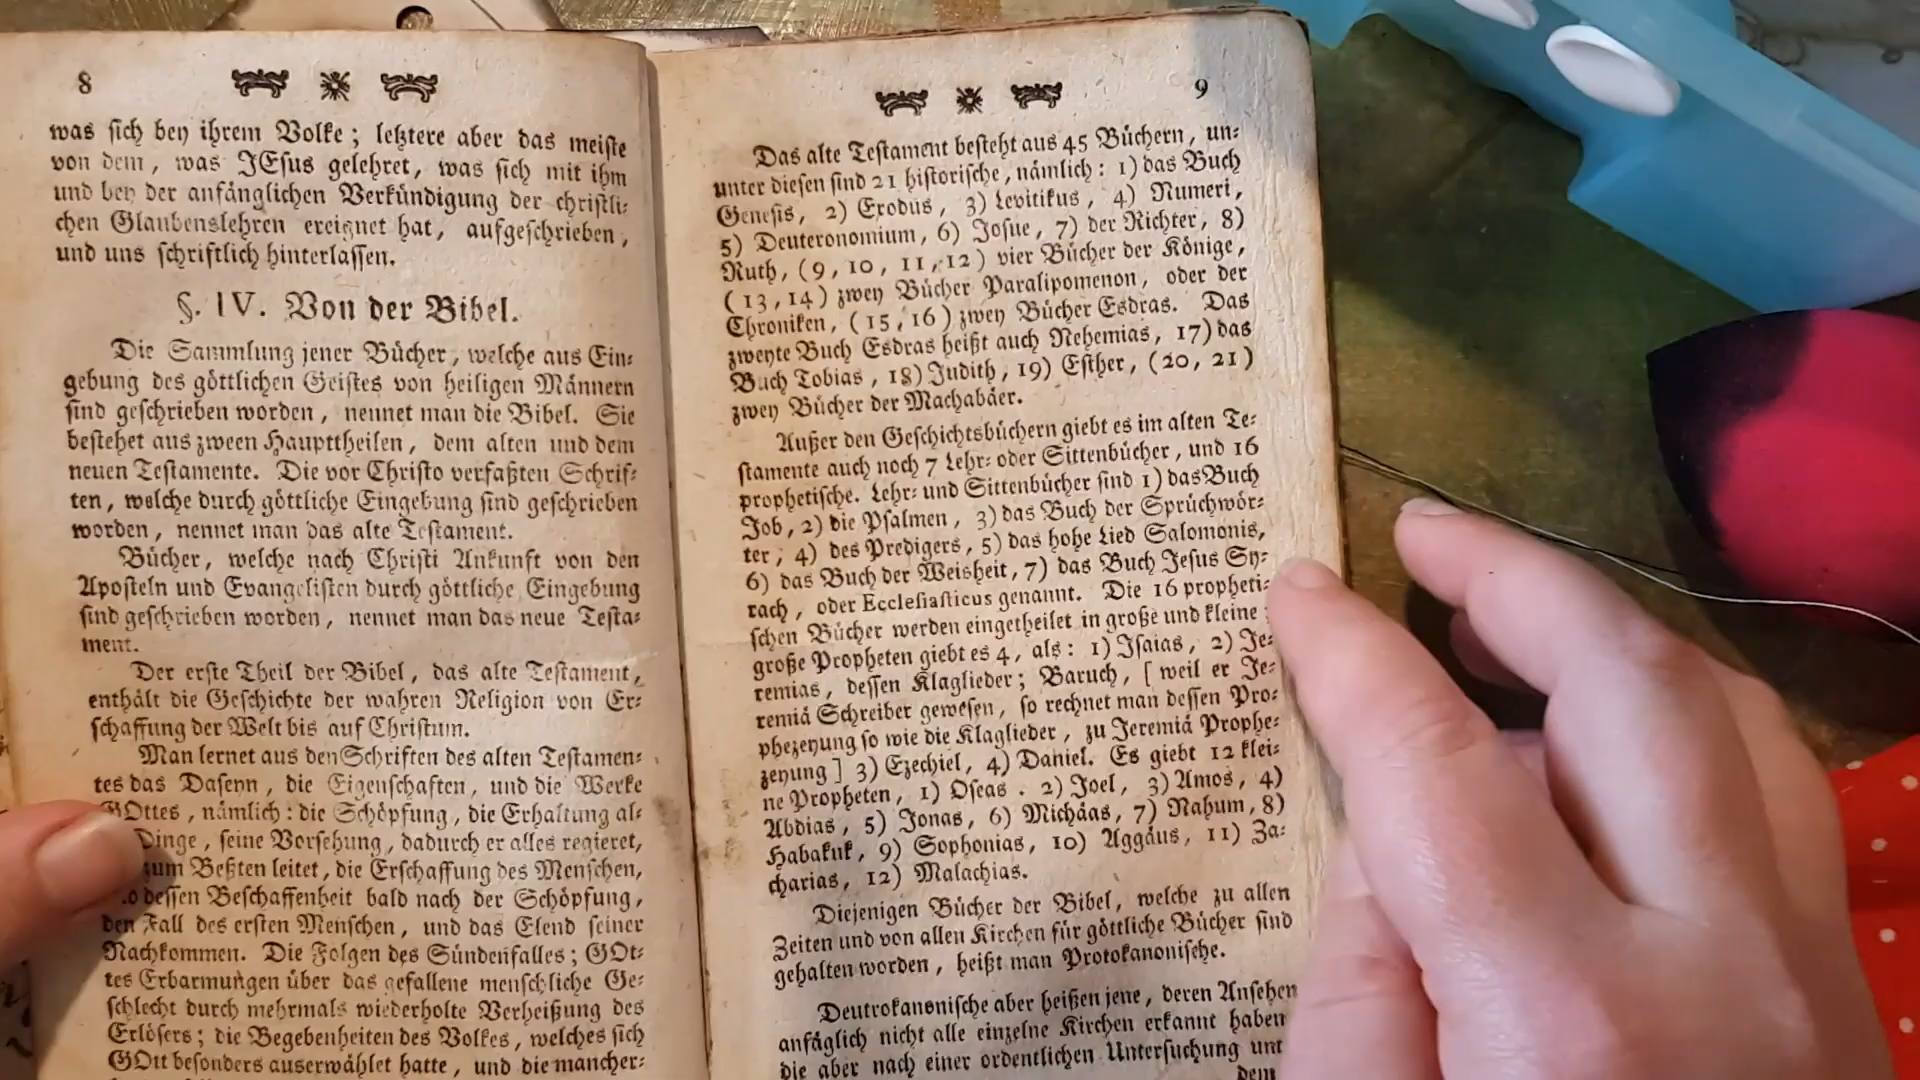 8
was sich bey ihrem Volke; letztere aber das meiste
von dem, was JEsus gelehret, was sich mit ihm
und bey der anfänglichen Verkündigung der christli-
chen Glaubenslehren ereignet hat, aufgeschrieben,
und uns schriftlich hinterlassen.
§. IV. Von der Bibel.
Die Sammlung jener Bücher, welche aus Ein-
gebung des göttlichen Geistes von heiligen Männern
sind geschrieben worden, nennet man die Bibel. Sie
bestehet aus zween Haupttheilen, dem alten und dem
neuen Testamente. Die vor Christo verfaßten Schrif-
ten, welche durch göttliche Eingebung sind geschrieben
worden, nennet man das alte Testament.
Bücher, welche nach Christi Ankunft von den
Aposteln und Evangelisten durch göttliche Eingebung
sind geschrieben worden, nennet man das neue Testa-
ment.
Der erste Theil der Bibel, das alte Testament,
enthält die Geschichte der wahren Religion von Er-
schaffung der Welt bis auf Christum.
Man lernet aus den Schriften des alten Testamen-
tes das Daseyn, die Eigenschaften, und die Werke
GOttes, nämlich: die Schöpfung, die Erhaltung al-
Dinge, seine Vorsehung, dadurch er alles regieret,
zum Beßten leitet, die Erschaffung des Menschen,
dessen Beschaffenheit bald nach der Schöpfung,
den Fall des ersten Menschen, und das Elend seiner
Nachkommen. Die Folgen des Sündenfalles; GOt-
tes Erbarmungen über das gefallene menschliche Ge-
schlecht durch mehrmals wiederholte Verheißung des
Erlösers; die Begebenheiten des Volkes, welches sich
GOtt besonders auserwählet hatte, und die mancher-
9
Das alte Testament besteht aus 45 Büchern, un-
unter diesen sind 21 historische, nämlich: 1) das Buch
Genesis, 2) Exodus, 3) Levitikus, 4) Numeri,
5) Deuteronomium, 6) Josue, 7) der Richter, 8)
Ruth, (9, 10, 11, 12) vier Bücher der Könige,
(13, 14) zwey Bücher Paralipomenon, oder der
Chroniken, (15, 16) zwey Bücher Esdras. Das
zweyte Buch Esdras heißt auch Nehemias, 17) das
Buch Tobias, 18) Judith, 19) Esther, (20, 21)
zwey Bücher der Machabäer.
Außer den Geschichtsbüchern giebt es im alten Te-
stamente auch noch 7 Lehr- oder Sittenbücher, und 16
prophetische. Lehr- und Sittenbücher sind 1) das Buch
Job, 2) die Psalmen, 3) das Buch der Sprüchwör-
ter, 4) des Predigers, 5) das hohe Lied Salomonis,
6) das Buch der Weisheit, 7) das Buch Jesus Sy-
rach, oder Ecclesiasticus genannt. Die 16 propheti-
schen Bücher werden eingetheilet in große und kleine;
große Propheten giebt es 4, als: 1) Isaias, 2) Je-
remias, dessen Klaglieder; Baruch, [ weil er Je-
remiä Schreiber gewesen, so rechnet man dessen Pro-
phezeyung so wie die Klaglieder, zu Jeremiä Prophe-
zeyung ] 3) Ezechiel, 4) Daniel. Es giebt 12 klei-
ne Propheten, 1) Oseas. 2) Joel, 3) Amos, 4)
Abdias, 5) Jonas, 6) Michäas, 7) Nahum, 8)
Habakuk, 9) Sophonias, 10) Aggäus, 11) Za-
charias, 12) Malachias.
Diejenigen Bücher der Bibel, welche zu allen
Zeiten und von allen Kirchen für göttliche Bücher sind
gehalten worden, heißt man Protokanonische.
Deutrokanonische aber heißen jene, deren Ansehen
anfäglich nicht alle einzelne Kirchen erkannt haben
die aber nach einer ordentlichen Untersuchung unt
dem